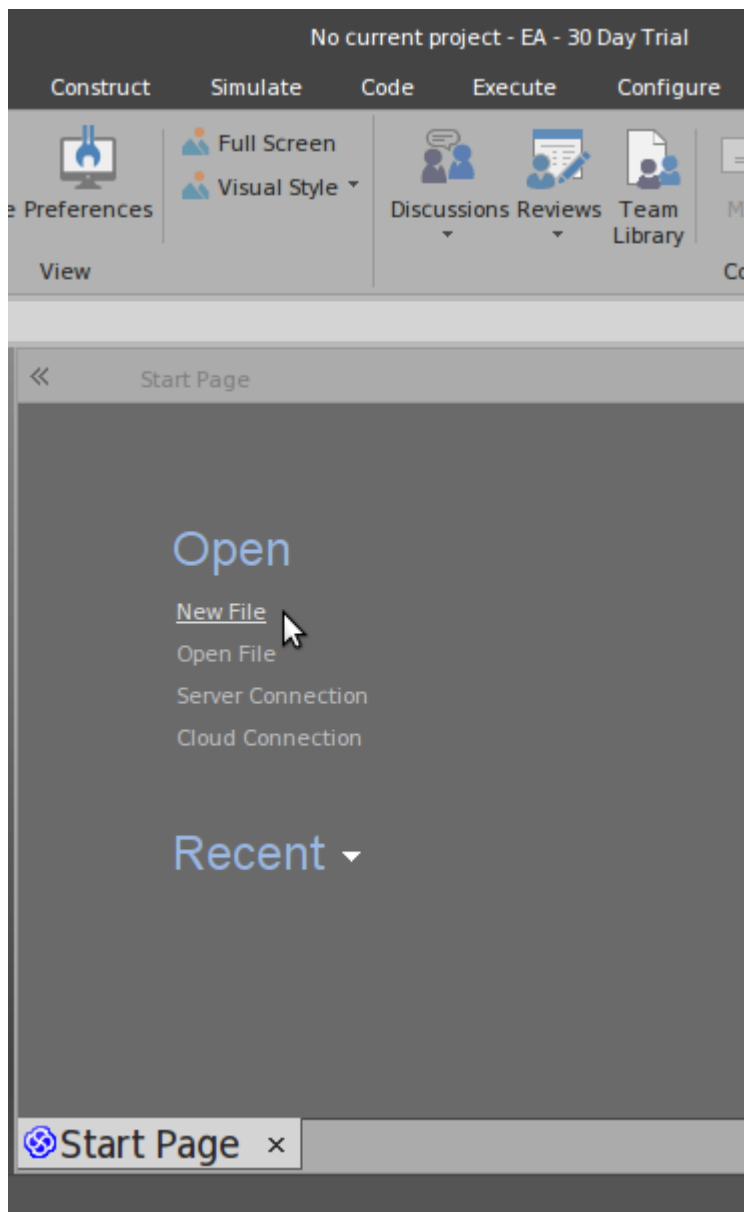 No current project - EA - 30 Day Trial
Construct Simulate Code Execute Configure
Full Screen
Visual Style
Preferences
Discussions Reviews Team Library
View
Start Page
Open
New File
Open File
Server Connection
Cloud Connection
Recent
Start Page